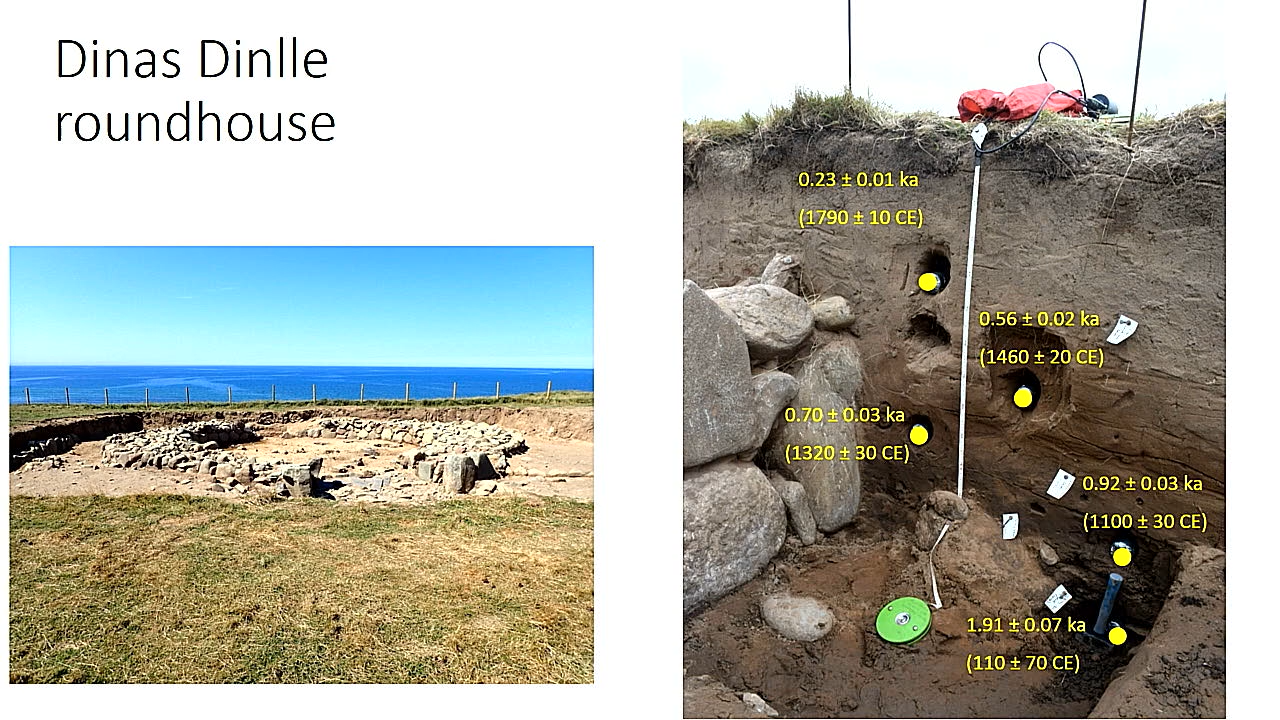 Dinas Dinlle
roundhouse
0.23 ± 0.01 ka
(1790 ± 10 CE)
0.56 ± 0.02 ka
(1460 ± 20 CE)
0.70 ± 0.03 ka
(1320 ± 30 CE)
0.92 ± 0.03 ka
(1100 ± 30 CE)
1.91 ± 0.07 ka
(110 ± 70 CE)